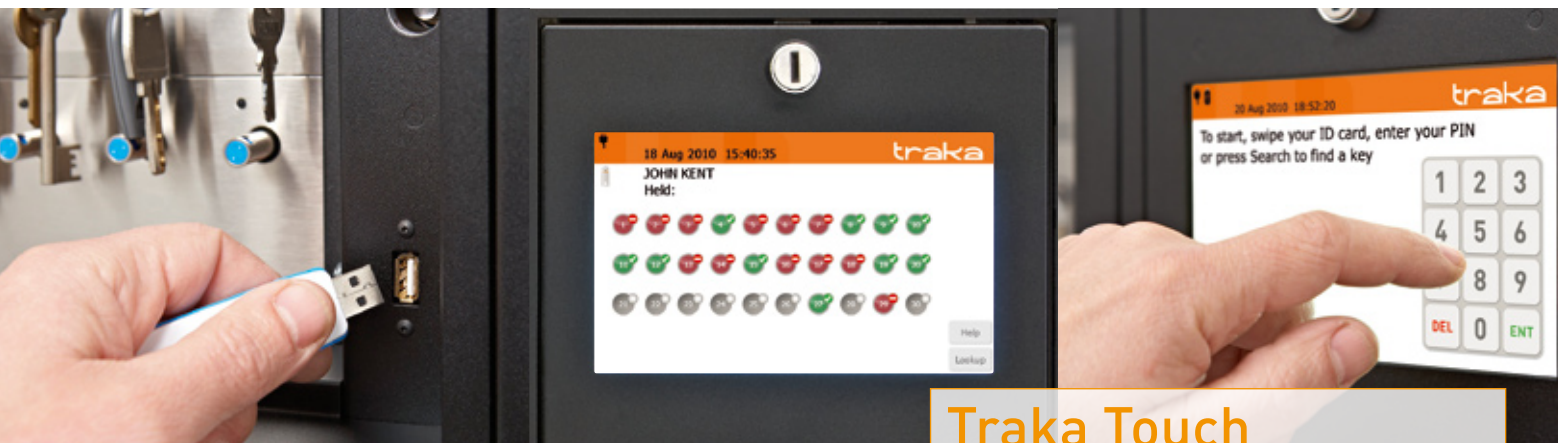 18 Aug 2010 15:40:35
traka
JOHN KENT
Held:
Help
Lookup
20 Aug 2010 18:52:20
traka
To start, swipe your ID card, enter your PIN
or press Search to find a key
1 2 3
4 5 6
8 9
DEL 0 ENT
Traka Touch